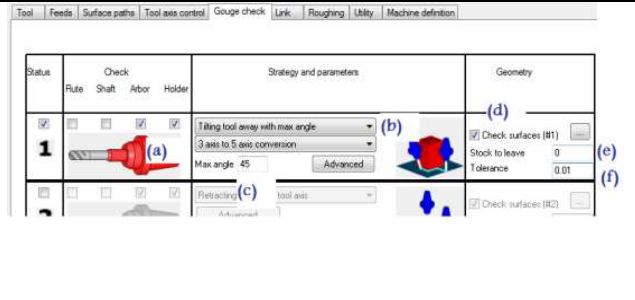 Tool Feeds Surface paths Tool axis control Gouge check Link Roughing Utility Machine definition
Status Check Strategy and parameters Geometry
Flute Shaft Arbor Holder
(d)
Tilting tool away with max angle (b) Check surfaces (#1) ...
1 (a) 3 axis to 5 axis conversion Stock to leave 0 (e)
Max angle 45 Advanced Tolerance 0.01 (f)
(c)
Retracting tool axis Check surfaces (#2) ...
Advanced